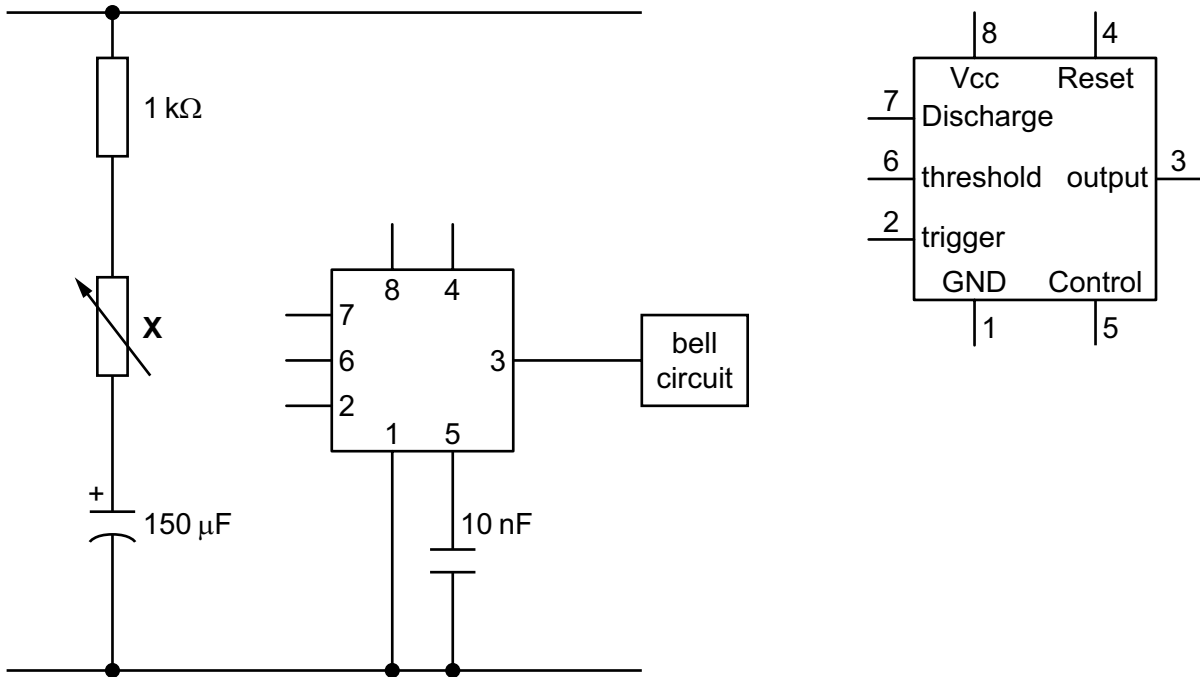 1 kΩ
X
+
150 μF
8 4
7
6
2
3
1 5
10 nF
bell
circuit
8 4
Vcc Reset
7
Discharge
6
threshold output
3
2
trigger
GND Control
1 5